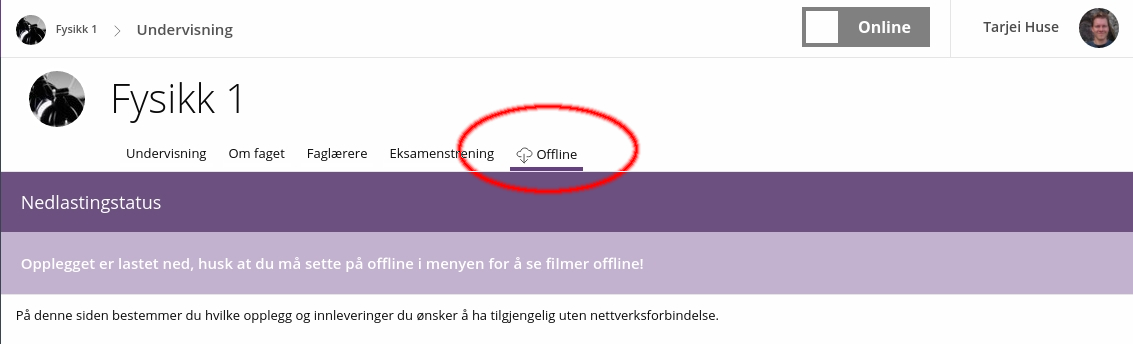 Fysikk 1 > Undervisning
Online
Tarjei Huse
Fysikk 1
Undervisning Om faget Faglærere Eksamenstrening Offline
Nedlastingstatus
Opplegget er lastet ned, husk at du må sette på offline i menyen for å se filmer offline!
På denne siden bestemmer du hvilke opplegg og innleveringer du ønsker å ha tilgjengelig uten nettverksforbindelse.